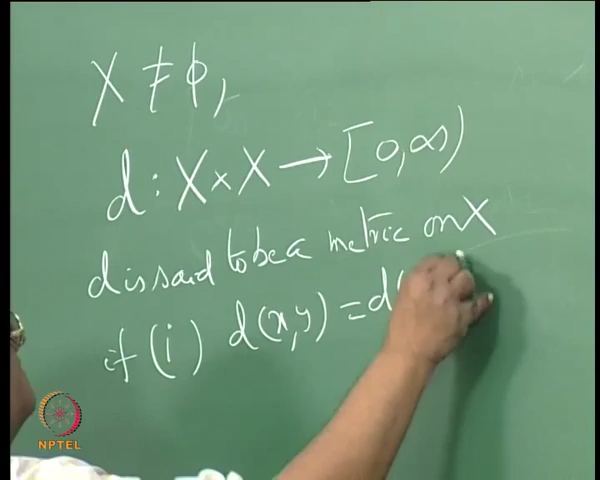 X ≠ ϕ,
d : X × X → [0, ∞)
d is said to be a metric on X
if (i) d(x, y) = d(
NPTEL